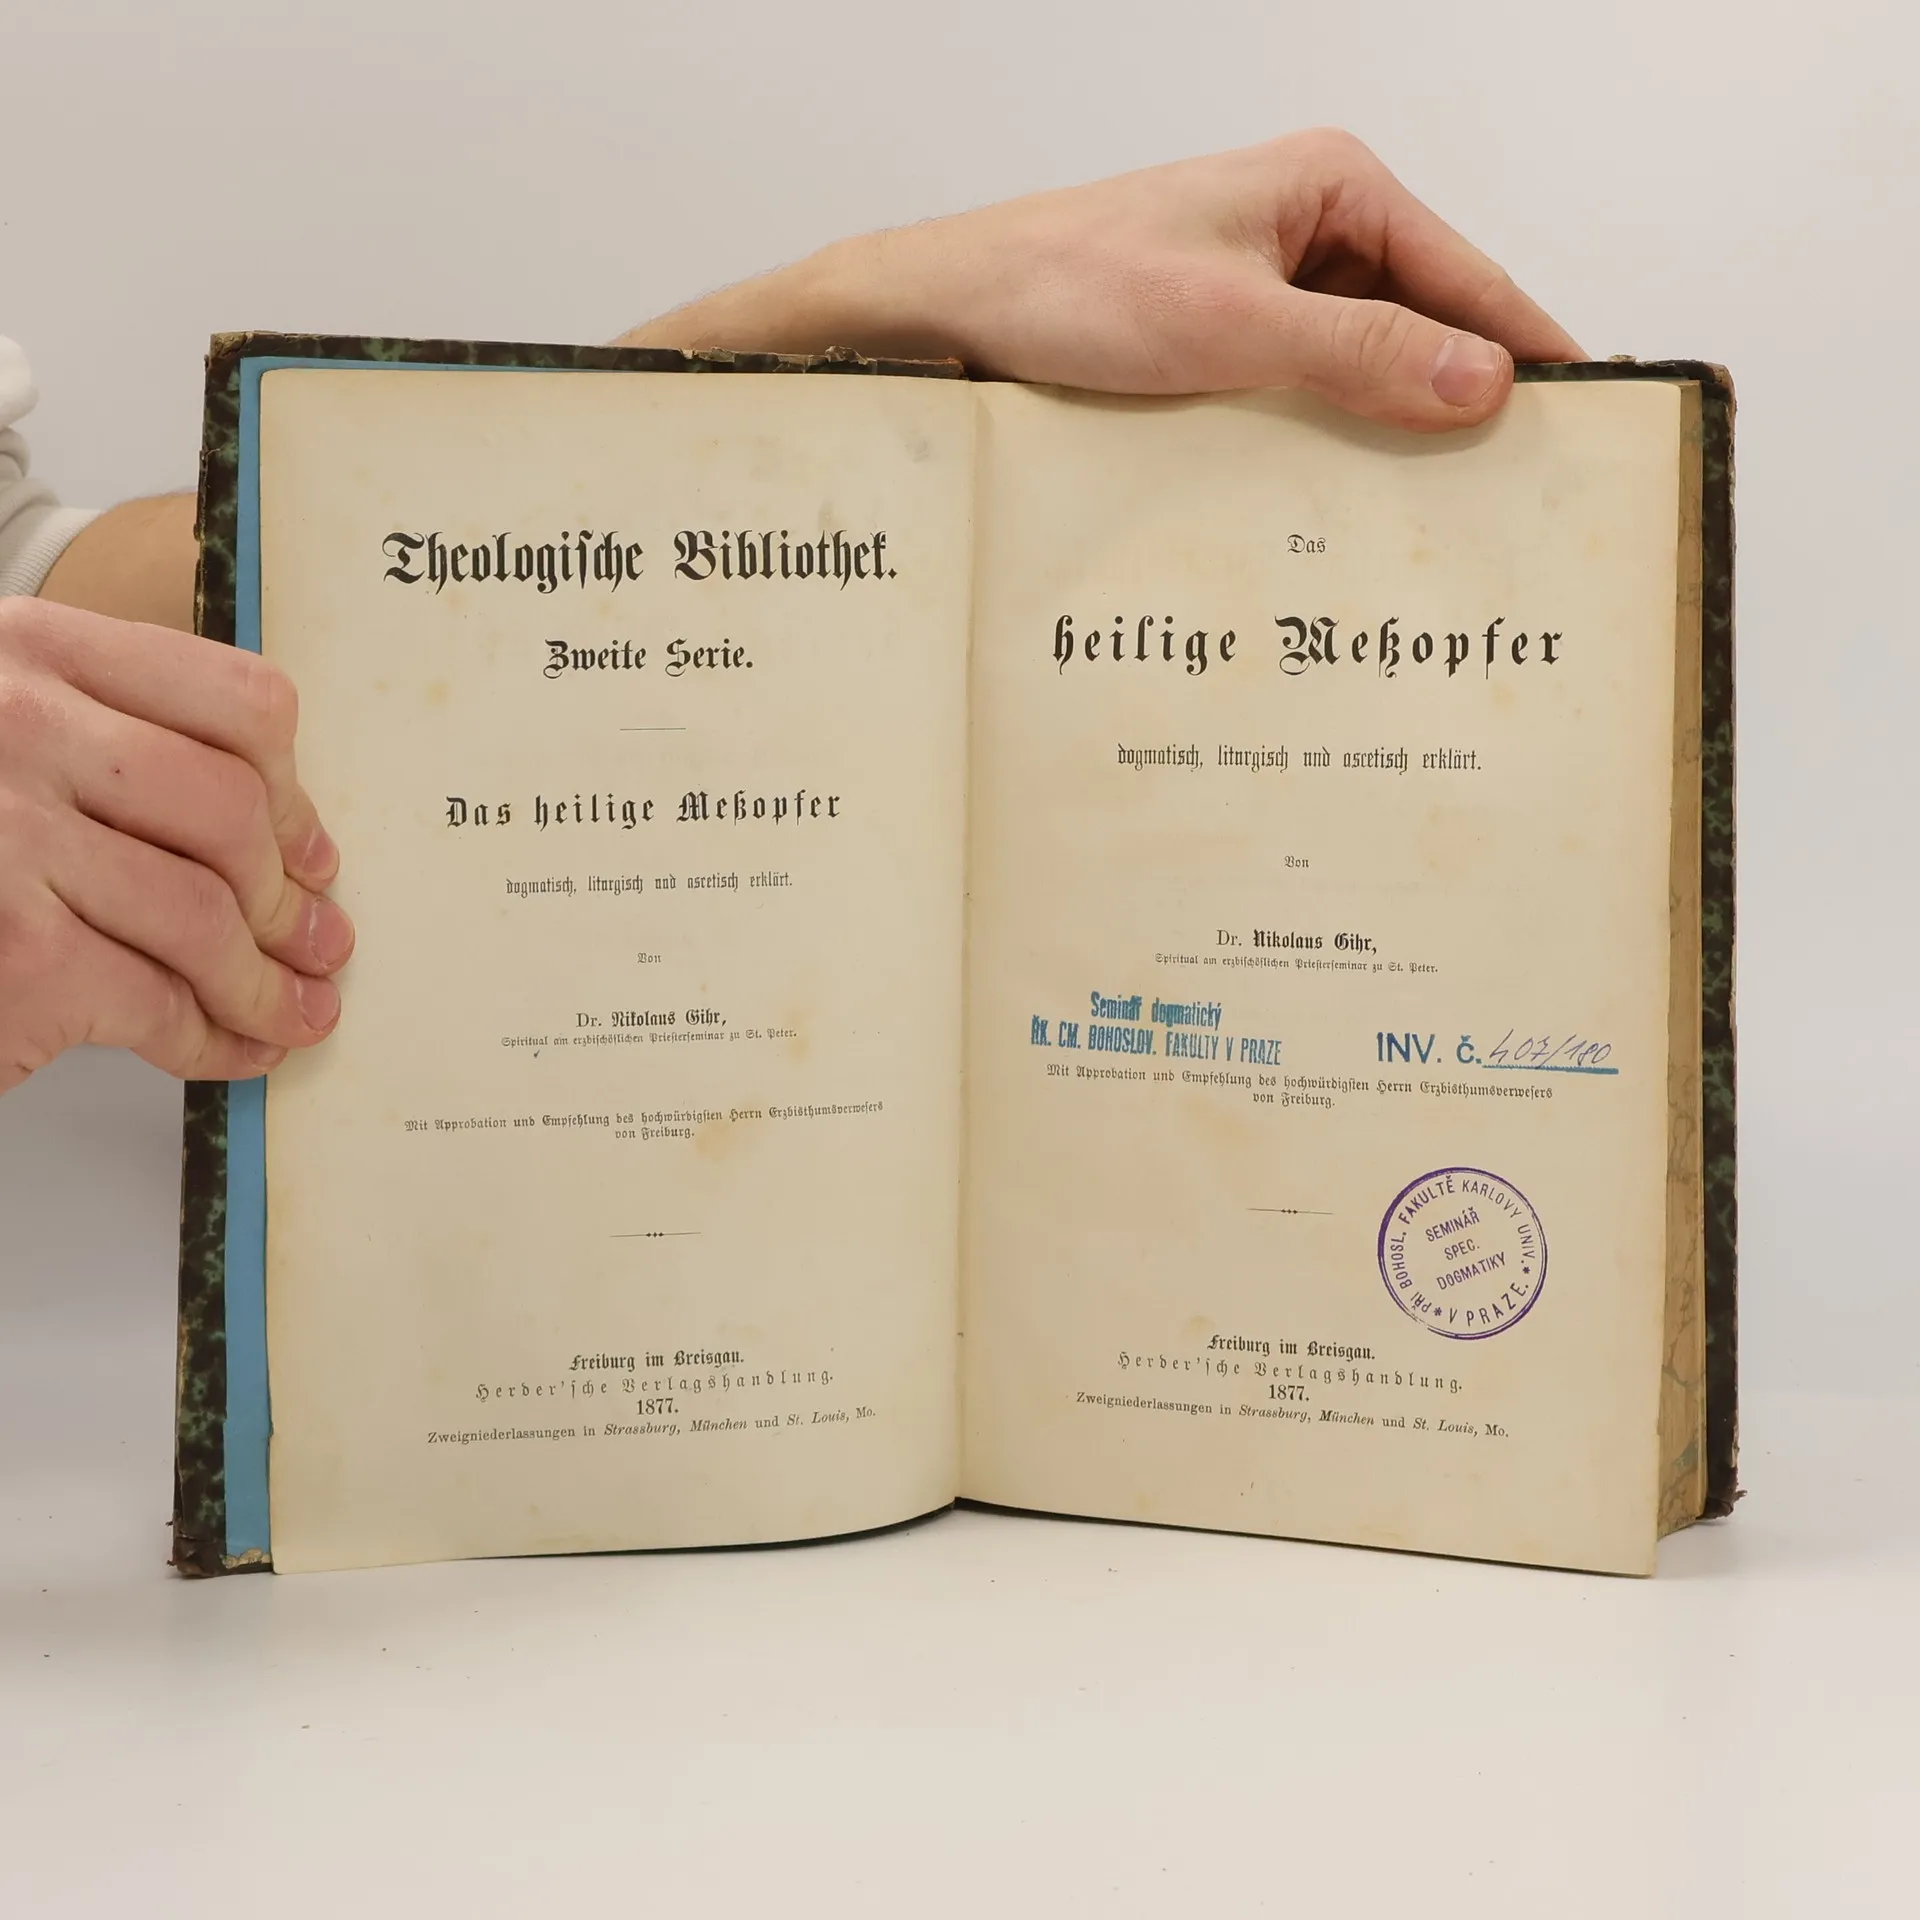 Theologische Bibliothek.
Zweite Serie.
Das heilige Meßopfer
dogmatisch, liturgisch und ascetisch erklärt.
Von
Dr. Nikolaus Gihr,
Spiritual am erzbischöflichen Priesterseminar zu St. Peter.
Mit Approbation und Empfehlung des hochwürdigsten Herrn Erzbisthumsverwesers
von Freiburg.
Freiburg im Breisgau.
Herder'sche Verlagshandlung.
1877.
Zweigniederlassungen in Strassburg, München und St. Louis, Mo.
Das
heilige Meßopfer
dogmatisch, liturgisch und ascetisch erklärt.
Von
Dr. Nikolaus Gihr,
Spiritual am erzbischöflichen Priesterseminar zu St. Peter.
Seminář dogmatický
ŘK. CM. BOHOSLOV. FAKULTY V PRAZE
INV. č. 407/180
Mit Approbation und Empfehlung des hochwürdigsten Herrn Erzbisthumsverwesers
von Freiburg.
PŘI BOHOSL. FAKULTĚ KARLOVY UNIV. * V PRAZE. *
SEMINÁŘ
SPEC.
DOGMATIKY
Freiburg im Breisgau.
Herder'sche Verlagshandlung.
1877.
Zweigniederlassungen in Strassburg, München und St. Louis, Mo.